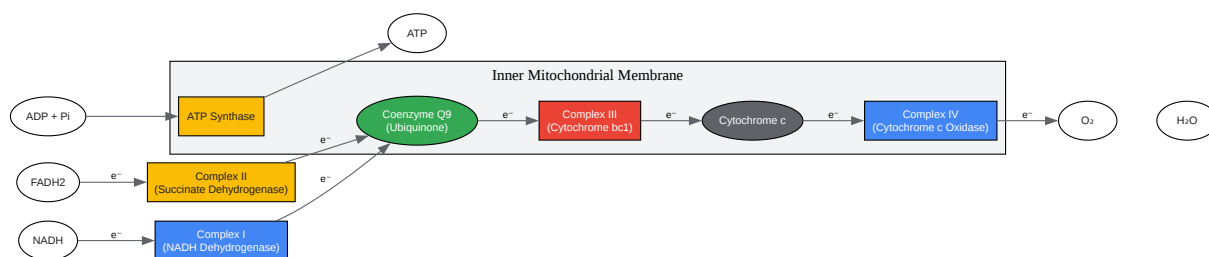 ATP
Inner Mitochondrial Membrane
ADP + Pi
ATP Synthase
Coenzyme Q9
(Ubiquinone)
e⁻
Complex III
(Cytochrome bc1)
e⁻
Cytochrome c
e⁻
Complex IV
(Cytochrome c Oxidase)
e⁻
O₂
H₂O
e⁻
FADH2
e⁻
Complex II
(Succinate Dehydrogenase)
e⁻
NADH
e⁻
Complex I
(NADH Dehydrogenase)